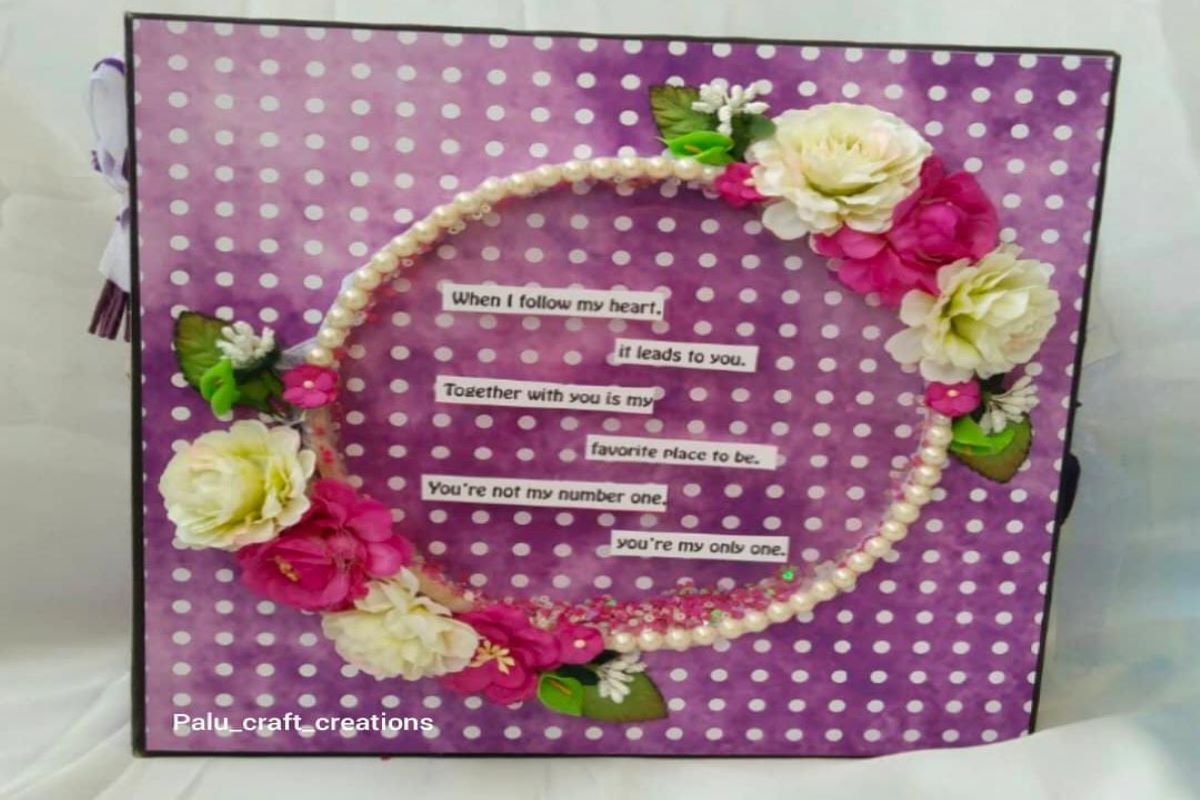 When I follow my heart,
it leads to you.
Together with you is my
favorite place to be.
You're not my number one,
you're my only one.
Palu_craft_creations